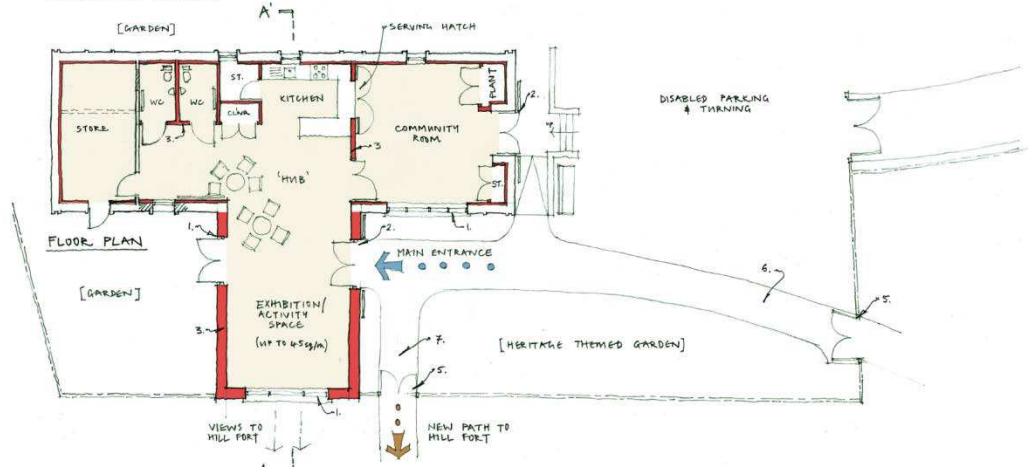 A'
[GARDEN]
SERVING HATCH
ST.
PLANT
KITCHEN
WC
WC
3.
CLNR
STORE
COMMUNITY
ROOM
3
2.
DISABLED PARKING
& TURNING
'HUB'
ST.
1.
1.
2.
FLOOR PLAN
MAIN ENTRANCE
[GARDEN]
6.
5.
EXHIBITION/
ACTIVITY
SPACE
(UP TO 45sq/m)
3.
7.
[HERITAGE THEMED GARDEN]
5.
1.
VIEWS TO
HILL FORT
NEW PATH TO
HILL FORT